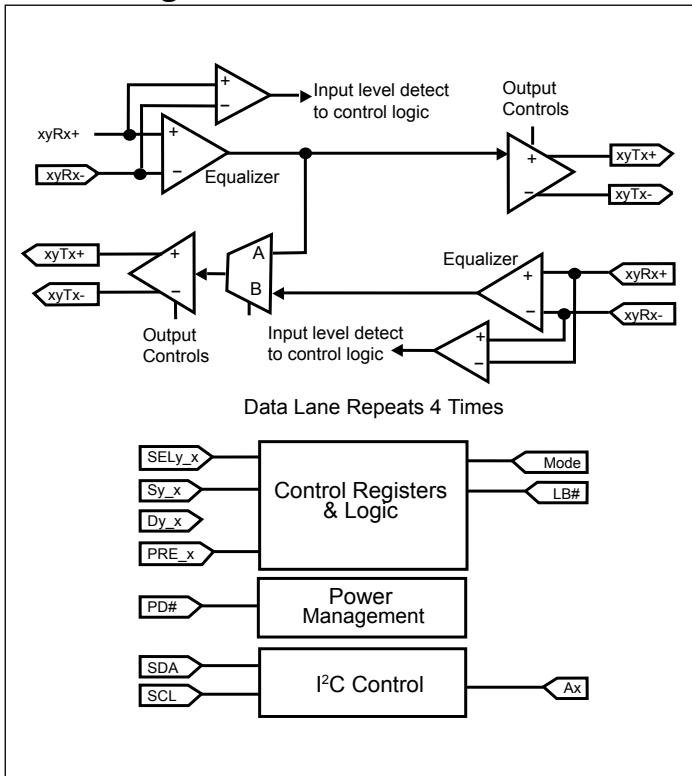 Input level detect
to control logic
Output
Controls
xyRx+
+
−
+
−
xyRx-
Equalizer
+
−
xyTx+
xyTx-
xyTx+
xyTx-
+
−
A
B
Equalizer
+
−
xyRx+
xyRx-
Output
Controls
Input level detect
to control logic
+
−
Data Lane Repeats 4 Times
SELy_x
Sy_x
Dy_x
PRE_x
Control Registers
& Logic
Mode
LB#
PD#
Power
Management
SDA
SCL
I²C Control
Ax